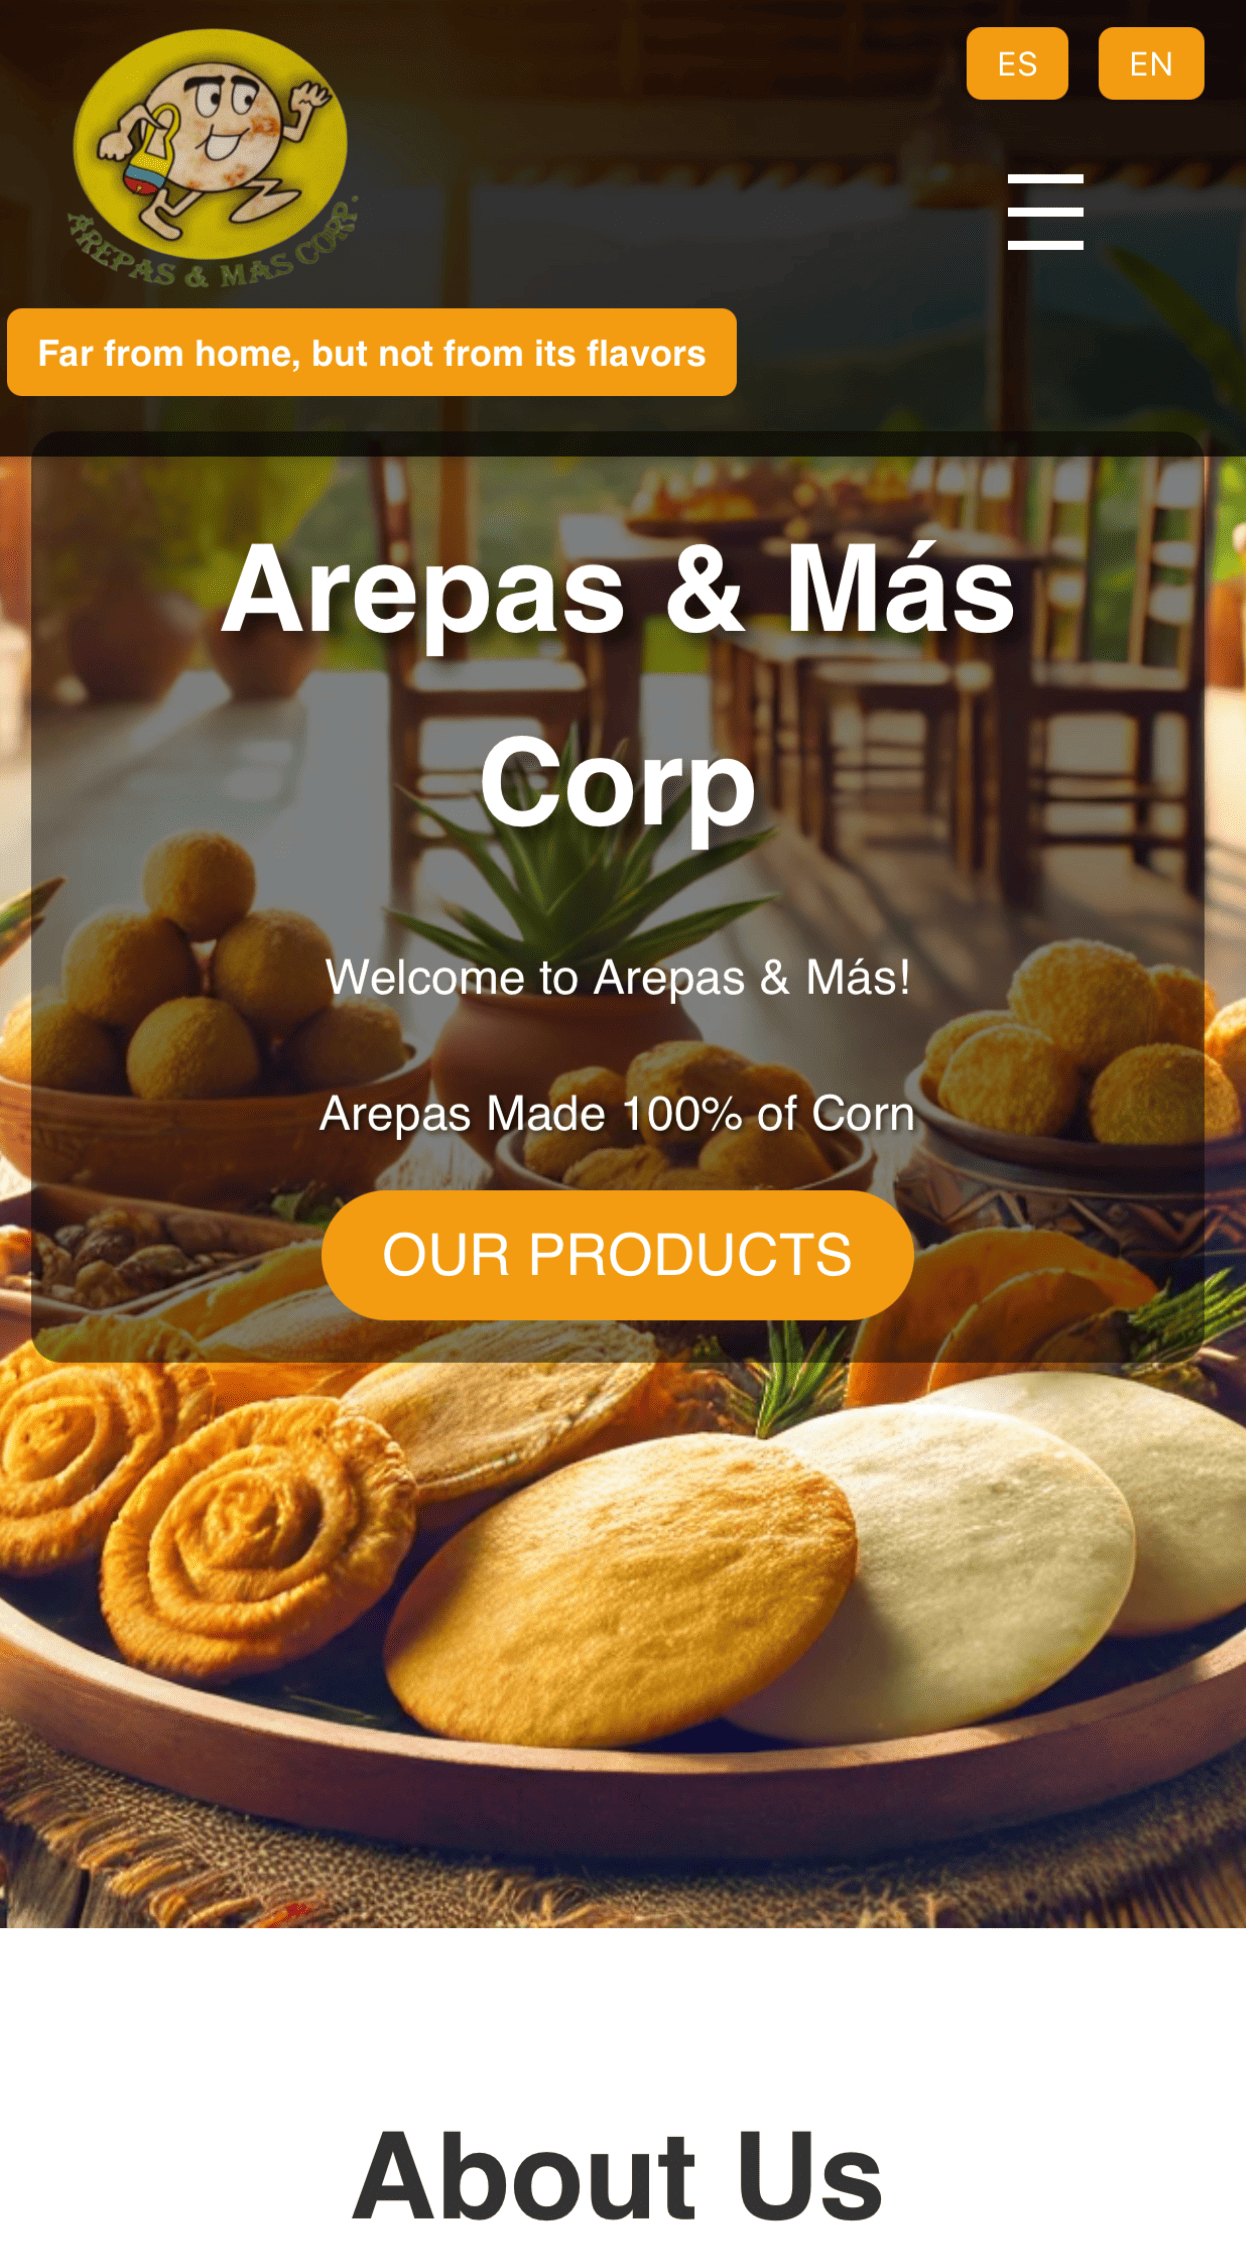 ES EN
AREPAS & MAS CORP.
Far from home, but not from its flavors
Arepas & Más
Corp
Welcome to Arepas & Más!
Arepas Made 100% of Corn
OUR PRODUCTS
About Us